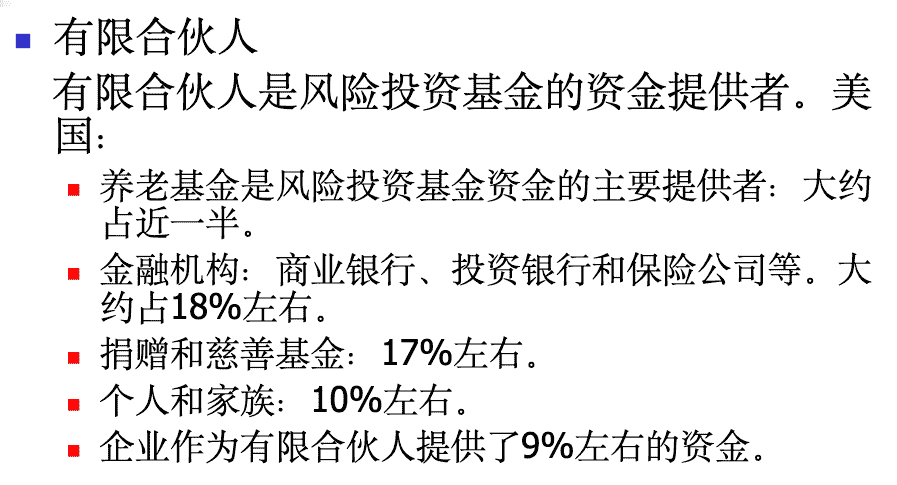 有限合伙人
有限合伙人是风险投资基金的资金提供者。美
国：
养老基金是风险投资基金资金的主要提供者：大约
占近一半。
金融机构：商业银行、投资银行和保险公司等。大
约占18%左右。
捐赠和慈善基金：17%左右。
个人和家族：10%左右。
企业作为有限合伙人提供了9%左右的资金。